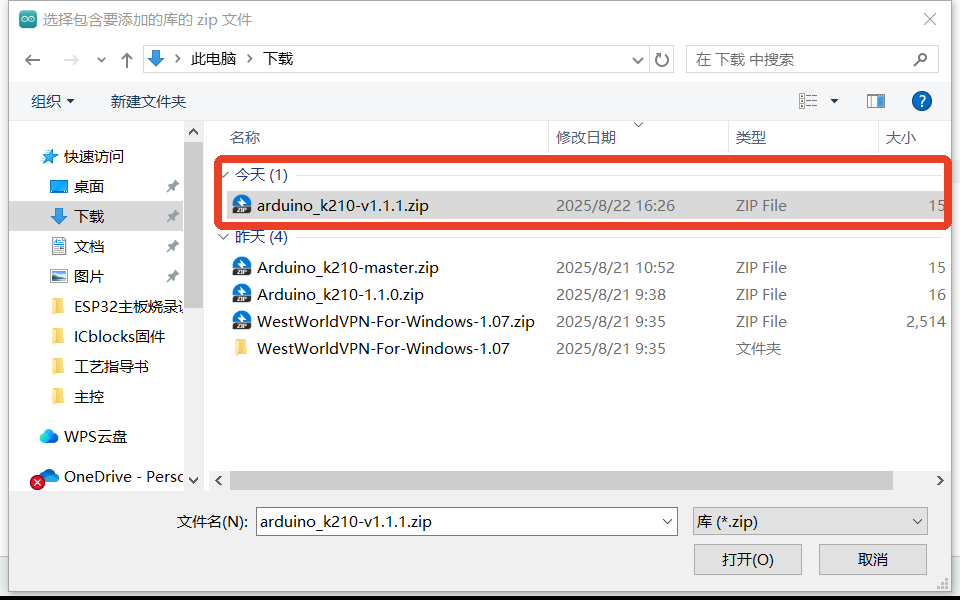 选择包含要添加的库的 zip 文件
此电脑 › 下载
在 下载 中搜索
组织
新建文件夹
名称 修改日期 类型 大小
快速访问
桌面
下载
文档
图片
ESP32主板烧录
ICblocks固件
工艺指导书
主控
WPS云盘
OneDrive - Perso
今天 (1)
arduino_k210-v1.1.1.zip 2025/8/22 16:26 ZIP File 15
昨天 (4)
Arduino_k210-master.zip 2025/8/21 10:52 ZIP File 15
Arduino_k210-1.1.0.zip 2025/8/21 9:38 ZIP File 16
WestWorldVPN-For-Windows-1.07.zip 2025/8/21 9:35 ZIP File 2,514
WestWorldVPN-For-Windows-1.07 2025/8/21 9:35 文件夹
文件名(N): arduino_k210-v1.1.1.zip 库 (*.zip)
打开(O) 取消